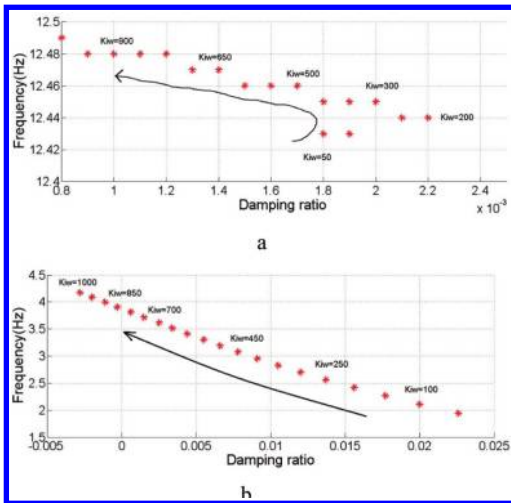 12.5
12.48
12.46
12.44
12.42
12.4
Frequency(Hz)
Kiw=900
Kiw=650
Kiw=500
Kiw=300
Kiw=200
Kiw=50
0.8 1 1.2 1.4 1.6 1.8 2 2.2 2.4
Damping ratio
x 10⁻³
a
4.5
4
3.5
3
2.5
2
1.5
Frequency(Hz)
Kiw=1000
Kiw=850
Kiw=700
Kiw=450
Kiw=250
Kiw=100
-0.005 0 0.005 0.01 0.015 0.02 0.025
Damping ratio
b